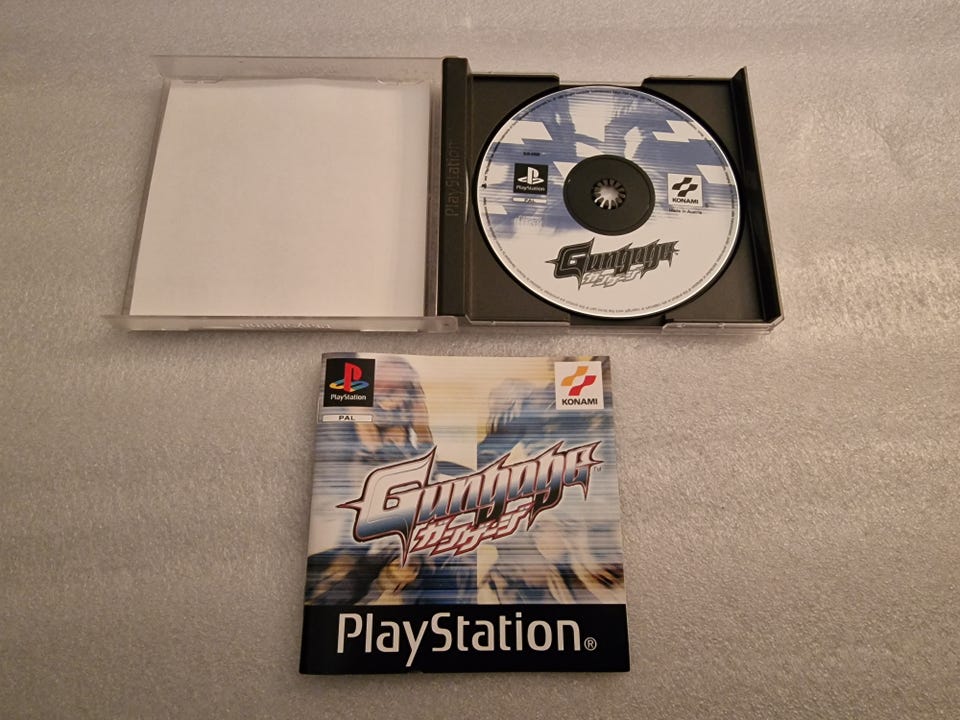 PlayStation
PlayStation
PAL
KONAMI
Made in Austria
Gungage
ガンゲージ
PlayStation
PAL
KONAMI
Gungage™
ガンゲージ
PlayStation®